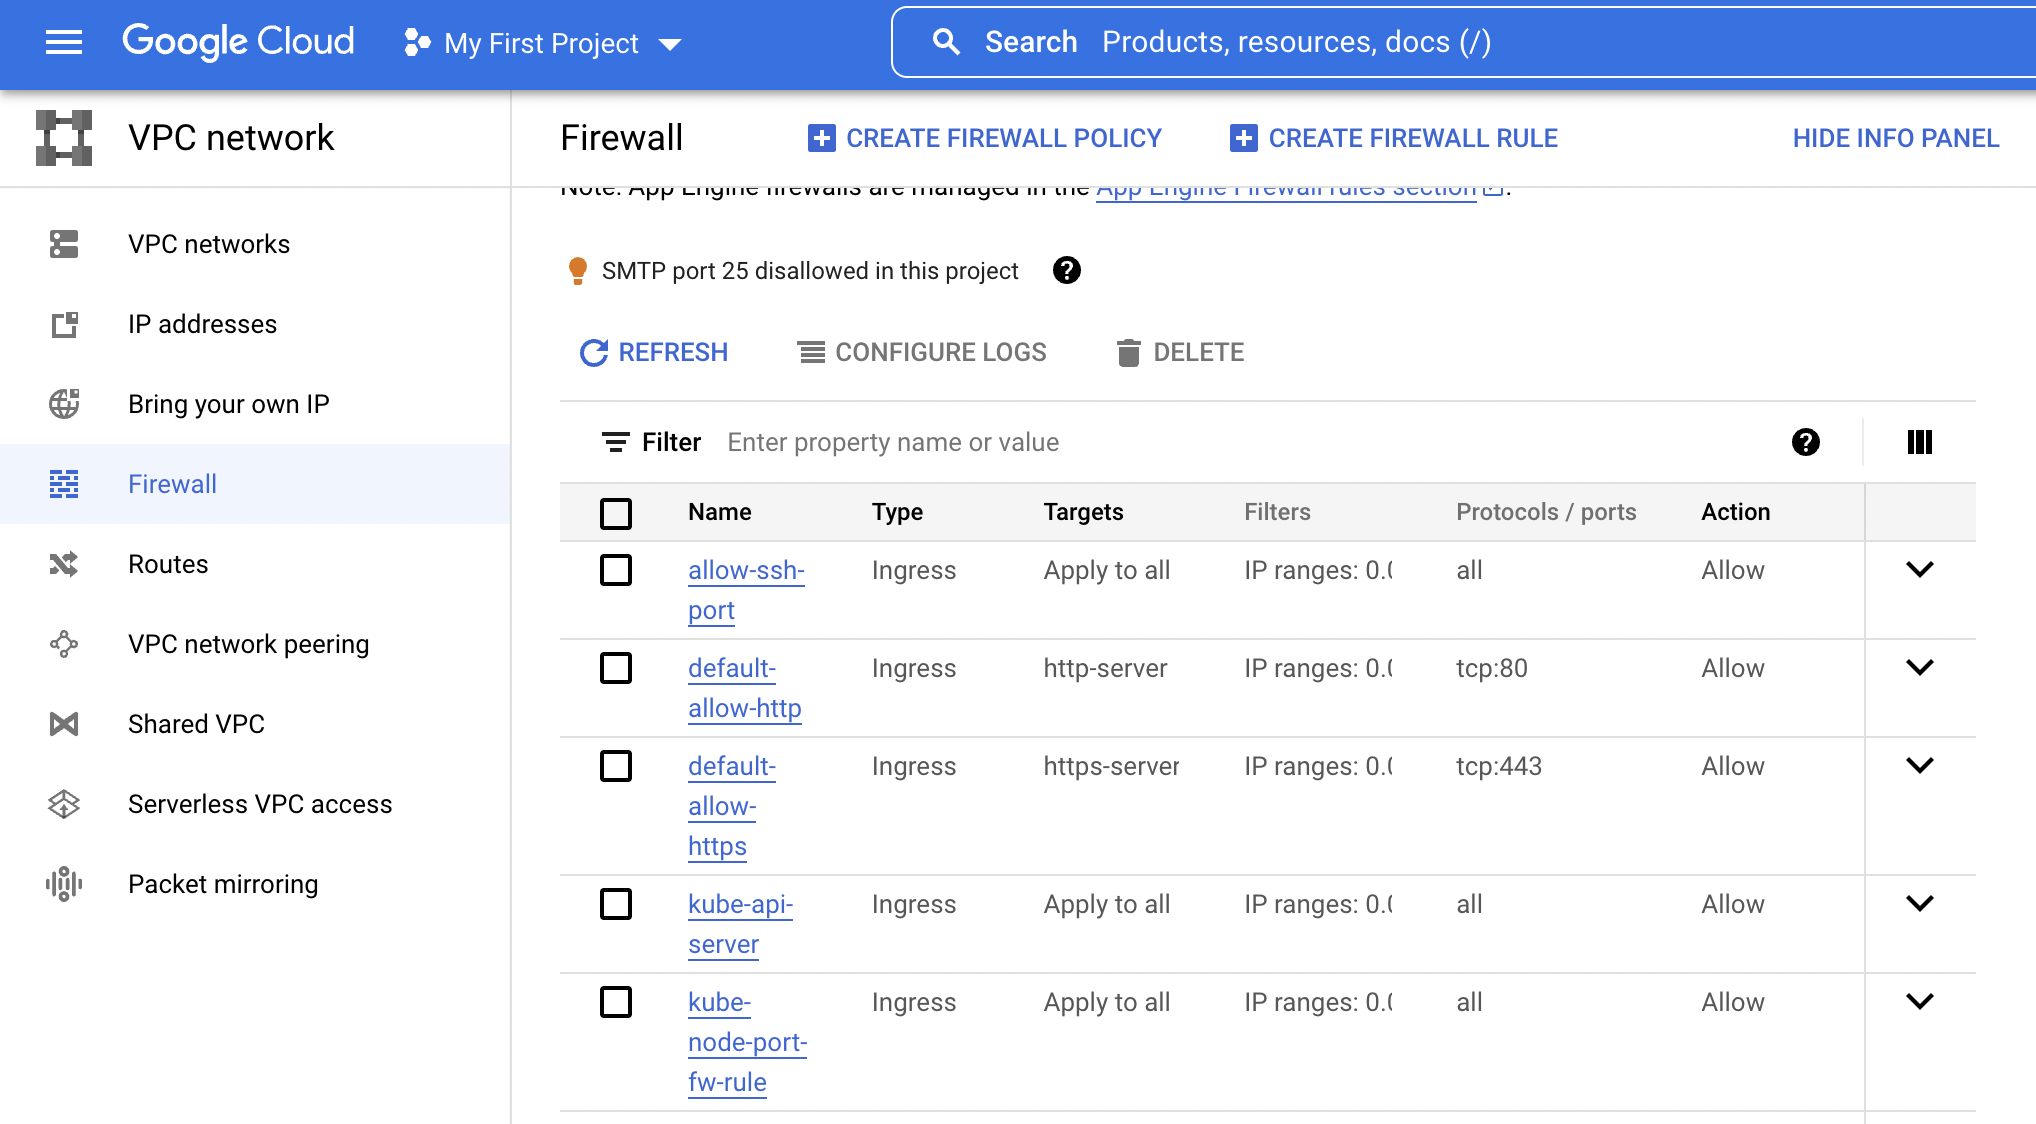 Google Cloud
My First Project
Search Products, resources, docs (/)
VPC network
Firewall
CREATE FIREWALL POLICY
CREATE FIREWALL RULE
HIDE INFO PANEL
Note: App Engine firewalls are managed in the App Engine Firewall rules section.
VPC networks
IP addresses
Bring your own IP
Firewall
Routes
VPC network peering
Shared VPC
Serverless VPC access
Packet mirroring
SMTP port 25 disallowed in this project
REFRESH
CONFIGURE LOGS
DELETE
Filter Enter property name or value
Name Type Targets Filters Protocols / ports Action
allow-ssh- Ingress Apply to all IP ranges: 0.0 all Allow
port
default- Ingress http-server IP ranges: 0.0 tcp:80 Allow
allow-http
default- Ingress https-server IP ranges: 0.0 tcp:443 Allow
allow-
https
kube-api- Ingress Apply to all IP ranges: 0.0 all Allow
server
kube- Ingress Apply to all IP ranges: 0.0 all Allow
node-port-
fw-rule